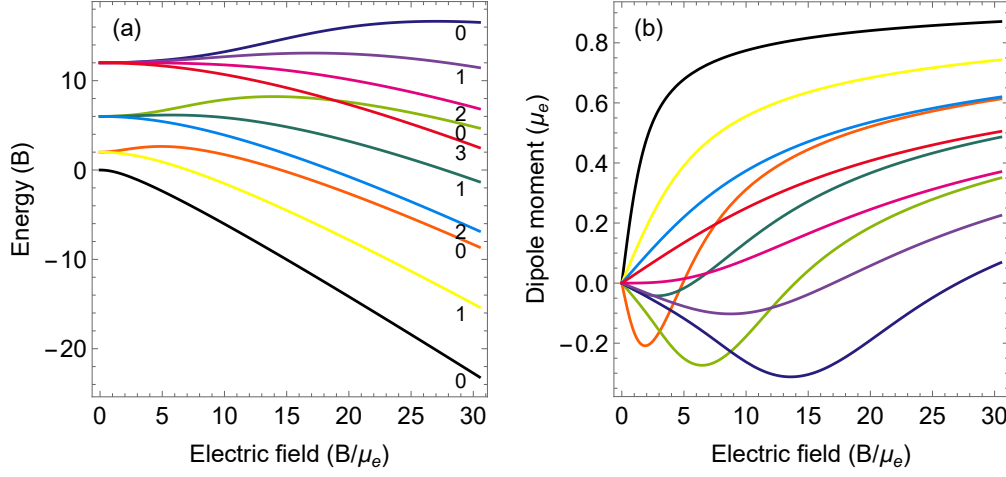 (a)
0
1
2
0
3
1
2
0
1
0
10
0
−10
−20
Energy (B)
0 5 10 15 20 25 30
Electric field (B/μe)
(b)
0.8
0.6
0.4
0.2
0.0
−0.2
Dipole moment (μe)
0 5 10 15 20 25 30
Electric field (B/μe)